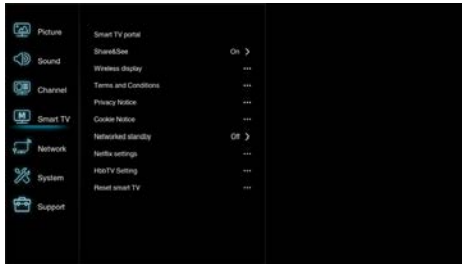 Picture
Sound
Channel
M
Smart TV
Network
System
Support
Smart TV portal
Share&See On >
Wireless display ...
Terms and Conditions ...
Privacy Notice ...
Cookie Notice ...
Networked standby Off >
Netflix settings ...
HbbTV Setting ...
Reset smart TV ...